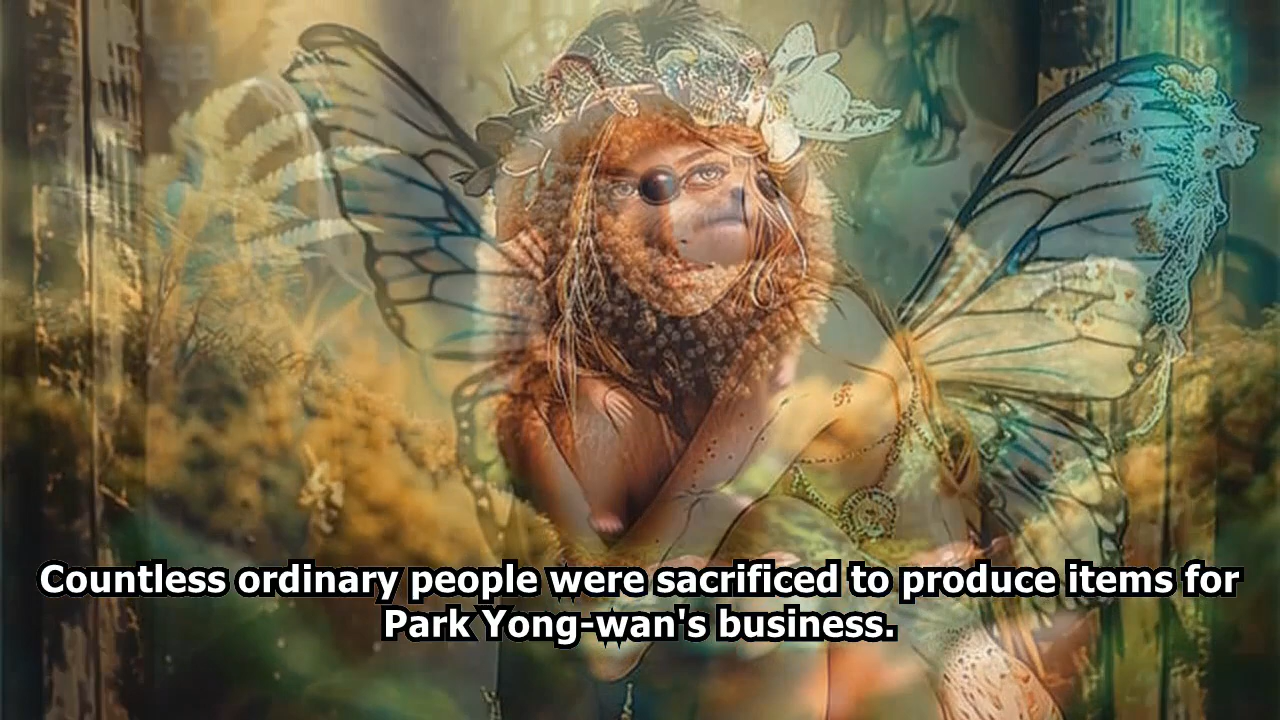 Countless ordinary people were sacrificed to produce items for
Park Yong-wan's business.